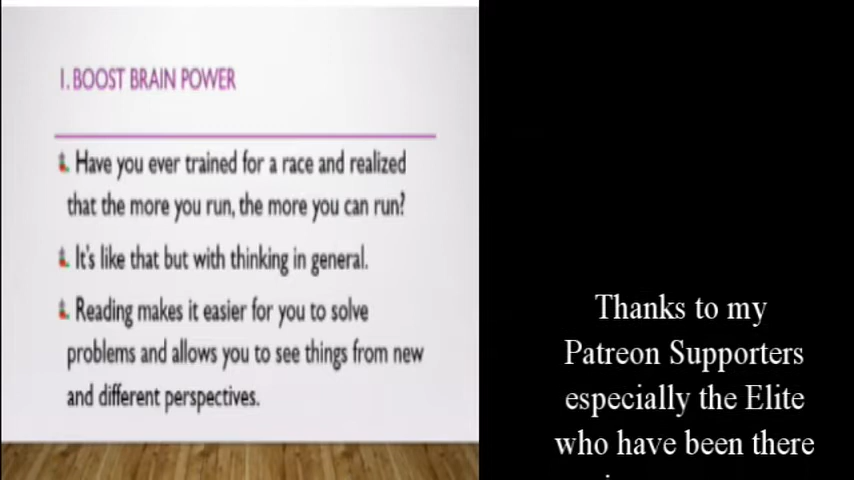 1. BOOST BRAIN POWER
Have you ever trained for a race and realized
that the more you run, the more you can run?
It's like that but with thinking in general.
Reading makes it easier for you to solve
problems and allows you to see things from new
and different perspectives.
Thanks to my
Patreon Supporters
especially the Elite
who have been there